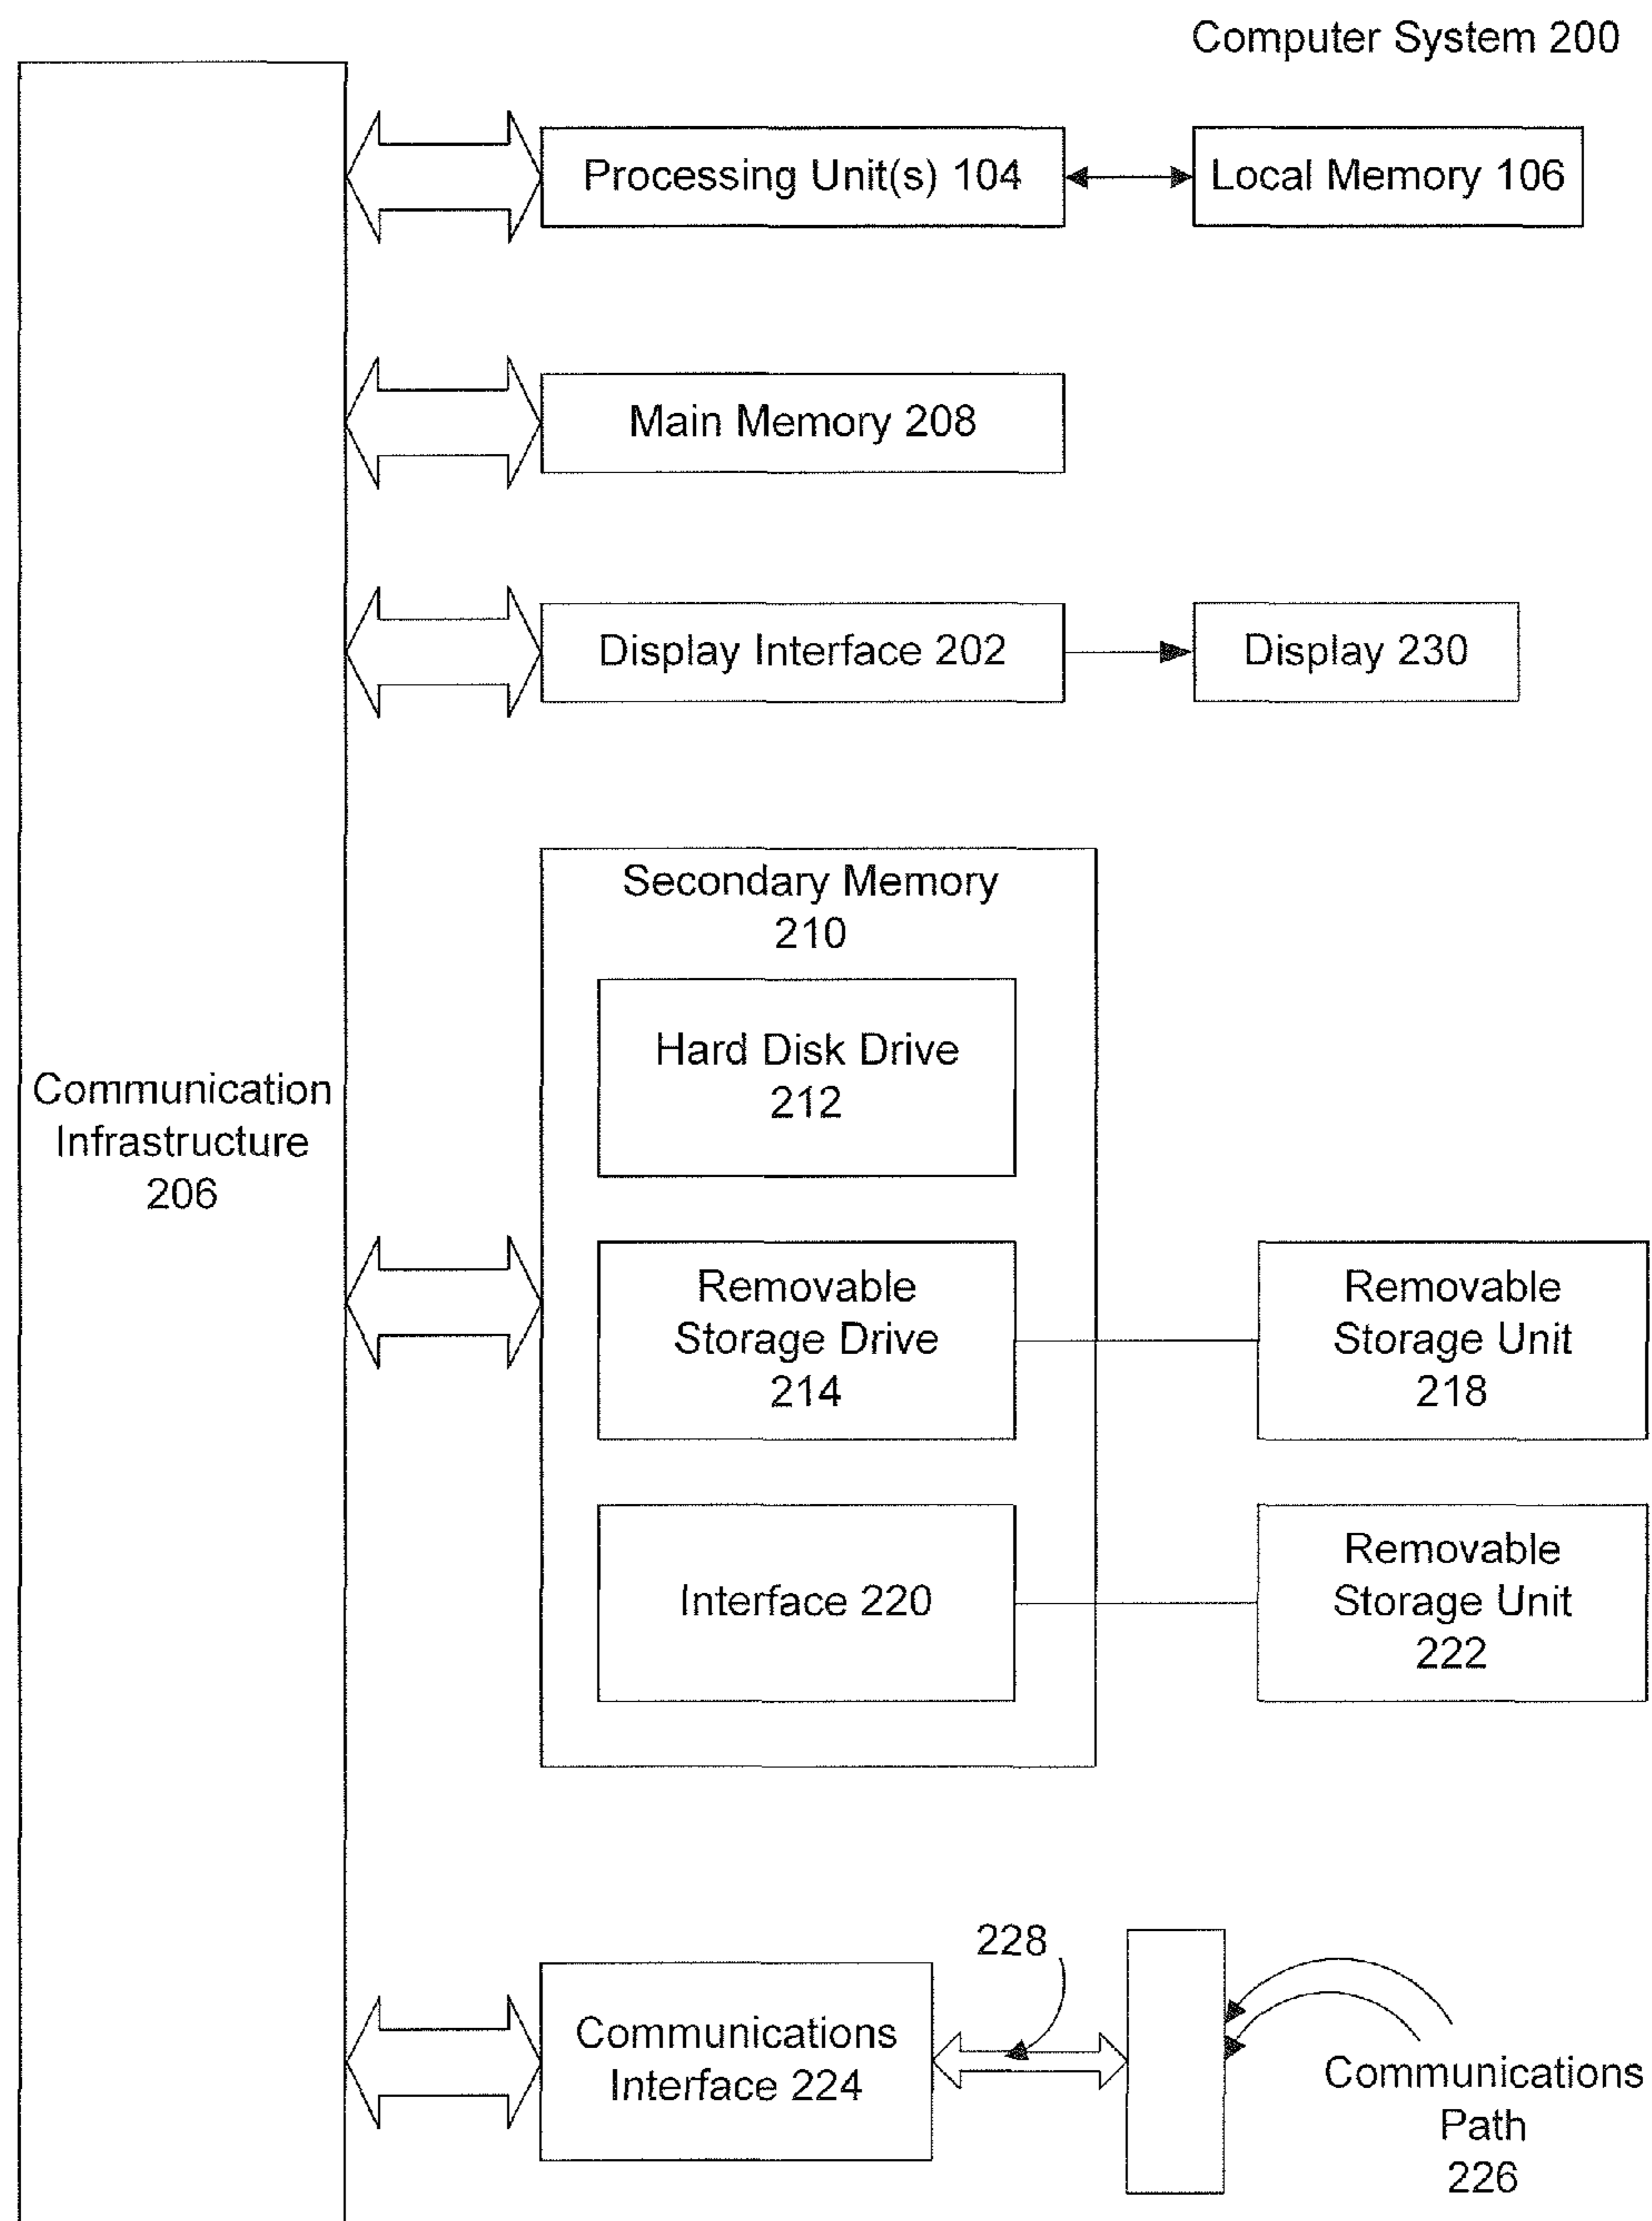 Computer System 200
Processing Unit(s) 104
Local Memory 106
Main Memory 208
Display Interface 202
Display 230
Secondary Memory
210
Hard Disk Drive
212
Communication
Infrastructure
206
Removable
Storage Drive
214
Removable
Storage Unit
218
Interface 220
Removable
Storage Unit
222
228
Communications
Interface 224
Communications
Path
226